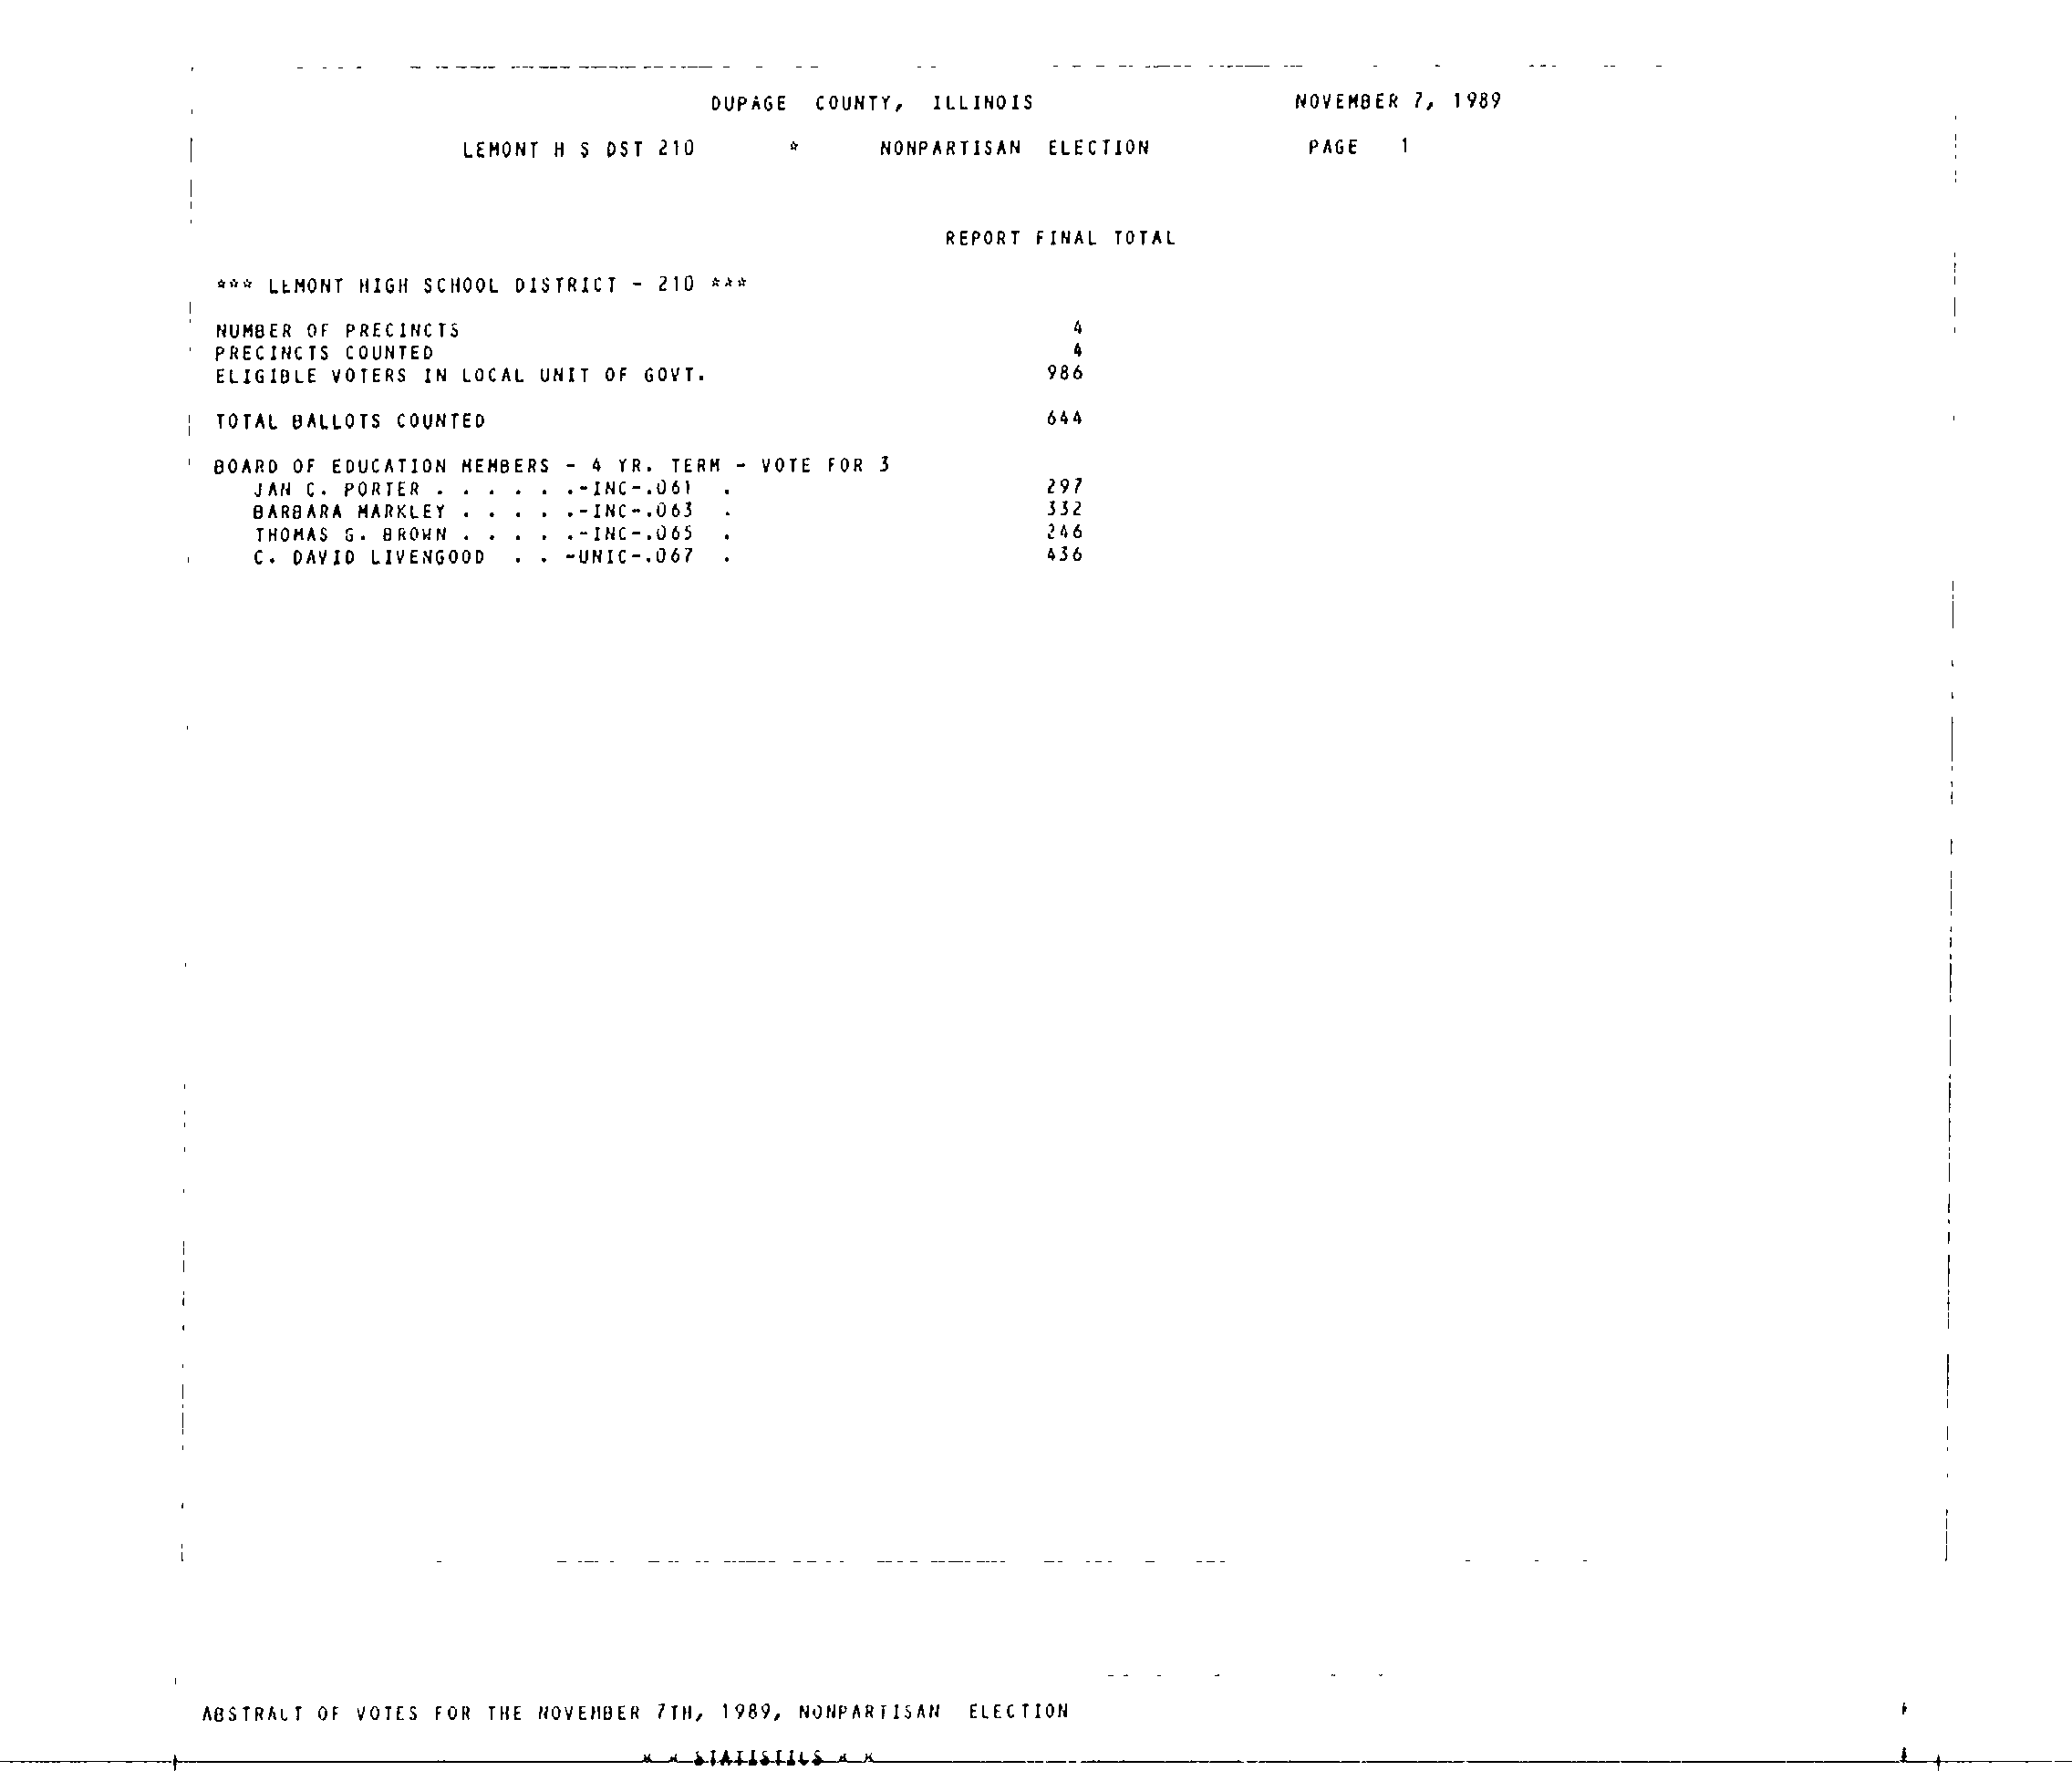 DUPAGE COUNTY, ILLINOIS NOVEMBER 7, 1989
LEMONT H S DST 210 * NONPARTISAN ELECTION PAGE 1
REPORT FINAL TOTAL
*** LEMONT HIGH SCHOOL DISTRICT - 210 ***
NUMBER OF PRECINCTS 4
PRECINCTS COUNTED 4
ELIGIBLE VOTERS IN LOCAL UNIT OF GOVT. 986
TOTAL BALLOTS COUNTED 644
BOARD OF EDUCATION MEMBERS - 4 YR. TERM - VOTE FOR 3
JAN C. PORTER . . . . . .-INC-.061 . 297
BARBARA MARKLEY . . . . .-INC-.063 . 332
THOMAS G. BROWN . . . . .-INC-.065 . 246
C. DAVID LIVENGOOD . . -UNIC-.067 . 436
ABSTRACT OF VOTES FOR THE NOVEMBER 7TH, 1989, NONPARTISAN ELECTION
* * STATISTICS * *